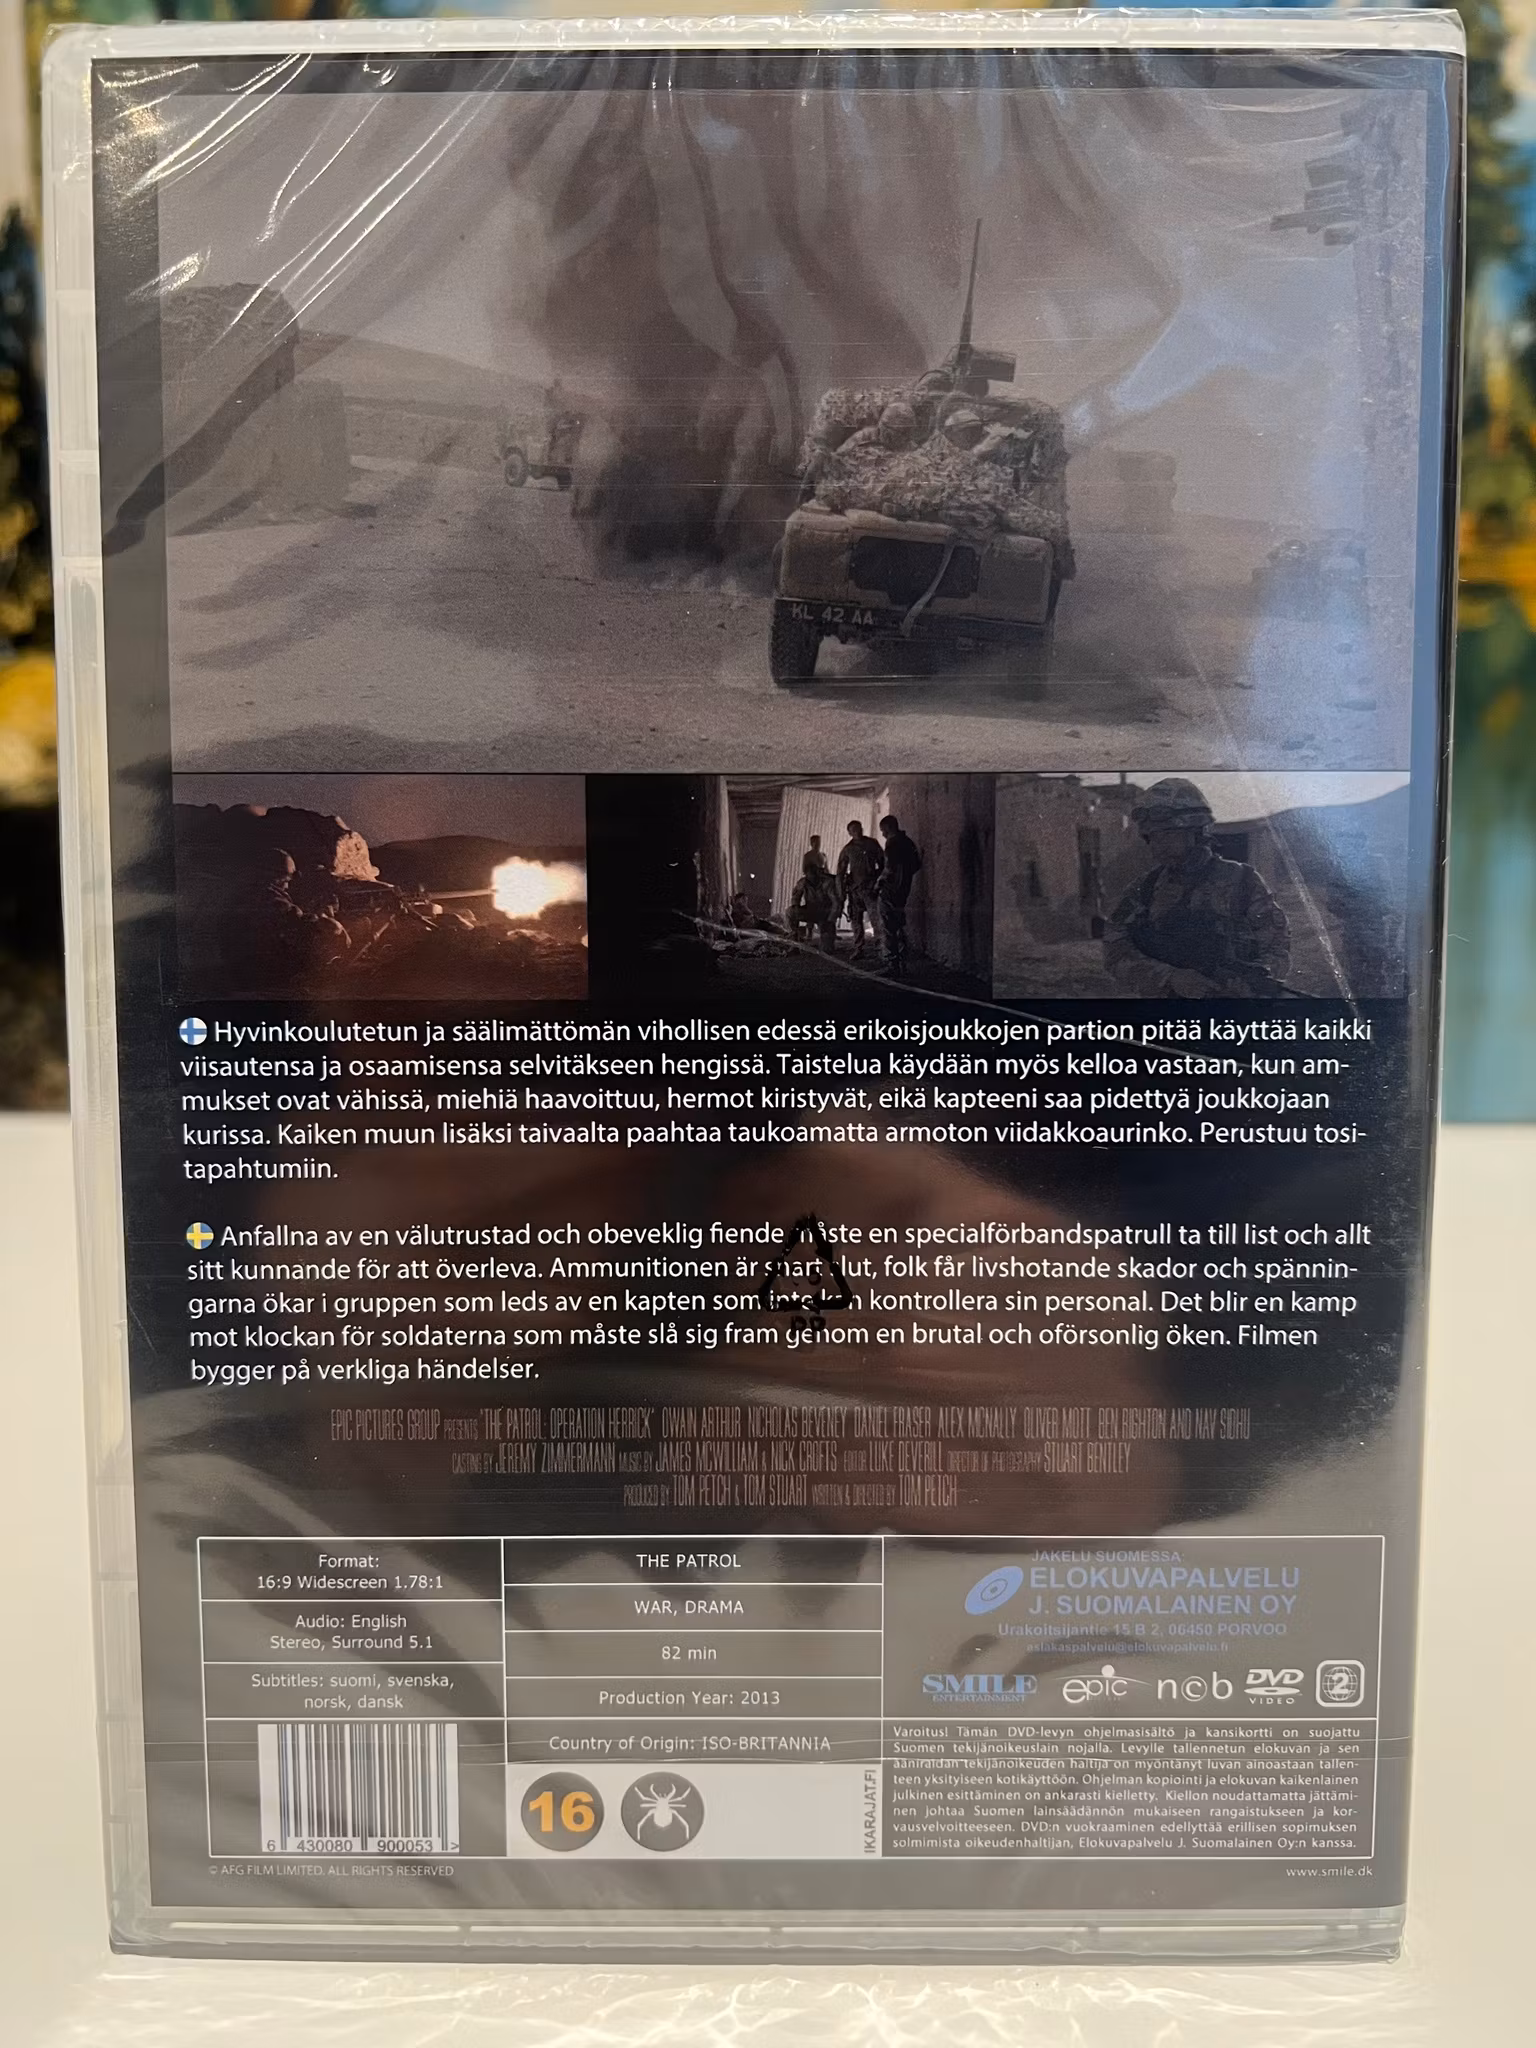 KL 42 AA
Hyvinkoulutetun ja säälimättömän vihollisen edessä erikoisjoukkojen partion pitää käyttää kaikki
viisautensa ja osaamisensa selvitäkseen hengissä. Taistelua käydään myös kelloa vastaan, kun am-
mukset ovat vähissä, miehiä haavoittuu, hermot kiristyvät, eikä kapteeni saa pidettyä joukkojaan
kurissa. Kaiken muun lisäksi taivaalta paahtaa taukoamatta armoton viidakkoaurinko. Perustuu tosi-
tapahtumiin.
Anfallna av en välutrustad och obeveklig fiende måste en specialförbandspatrull ta till list och allt
sitt kunnande för att överleva. Ammunitionen är snart slut, folk får livshotande skador och spännin-
garna ökar i gruppen som leds av en kapten som inte kan kontrollera sin personal. Det blir en kamp
mot klockan för soldaterna som måste slå sig fram genom en brutal och oförsonlig öken. Filmen
bygger på verkliga händelser.
EPIC PICTURES GROUP PRESENTS 'THE PATROL: OPERATION HERRICK' OWAIN ARTHUR NICHOLAS BEVENEY DANIEL FRASER ALEX MCNALLY OLIVER MOTT BEN RIGHTON AND NAV SIDHU
CASTING BY JEREMY ZIMMERMANN MUSIC BY JAMES MCWILLIAM & NICK CROFTS EDITOR LUKE DEVERILL DIRECTOR OF PHOTOGRAPHY STUART BENTLEY
PRODUCED BY TOM PETCH & TOM STUART WRITTEN & DIRECTED BY TOM PETCH
Format:
16:9 Widescreen 1.78:1
Audio: English
Stereo, Surround 5.1
Subtitles: suomi, svenska,
norsk, dansk
6 430080 900053 >
THE PATROL
WAR, DRAMA
82 min
Production Year: 2013
Country of Origin: ISO-BRITANNIA
16
IKARAJAT.FI
JAKELU SUOMESSA:
ELOKUVAPALVELU
J. SUOMALAINEN OY
Urakoitsijantie 15 B 2, 06450 PORVOO
asiakaspalvelu@elokuvapalvelu.fi
SMILE
ENTERTAINMENT
epic
n©b
DVD
VIDEO
2
Varoitus! Tämän DVD-levyn ohjelmasisältö ja kansikortti on suojattu
Suomen tekijänoikeuslain nojalla. Levylle tallennetun elokuvan ja sen
ääniraidan tekijänoikeuden haltija on myöntänyt luvan ainoastaan tallen-
teen yksityiseen kotikäyttöön. Ohjelman kopiointi ja elokuvan kaikenlainen
julkinen esittäminen on ankarasti kielletty. Kiellon noudattamatta jättämi-
nen johtaa Suomen lainsäädännön mukaiseen rangaistukseen ja kor-
vausvelvoitteeseen. DVD:n vuokraaminen edellyttää erillisen sopimuksen
solmimista oikeudenhaltijan, Elokuvapalvelu J. Suomalainen Oy:n kanssa.
© AFG FILM LIMITED. ALL RIGHTS RESERVED
www.smile.dk